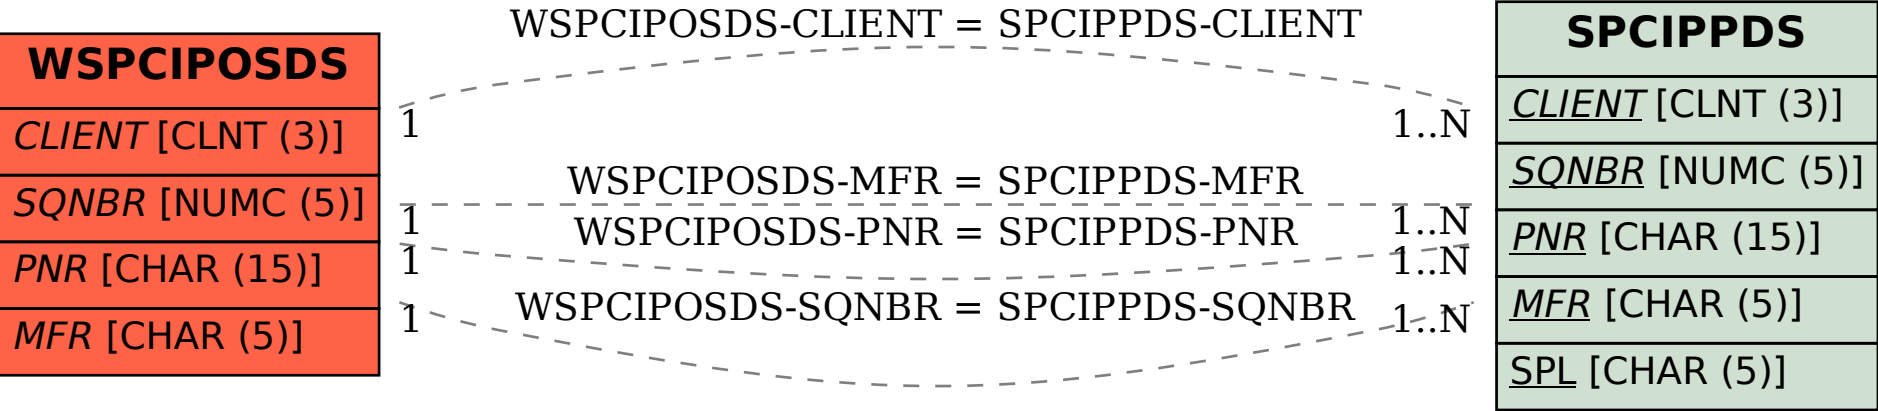 WSPCIPOSDS
CLIENT [CLNT (3)]
SQNBR [NUMC (5)]
PNR [CHAR (15)]
MFR [CHAR (5)]
WSPCIPOSDS-CLIENT = SPCIPPDS-CLIENT
1
1..N
WSPCIPOSDS-MFR = SPCIPPDS-MFR
1
1..N
WSPCIPOSDS-PNR = SPCIPPDS-PNR
1
1..N
WSPCIPOSDS-SQNBR = SPCIPPDS-SQNBR
1
1..N
SPCIPPDS
CLIENT [CLNT (3)]
SQNBR [NUMC (5)]
PNR [CHAR (15)]
MFR [CHAR (5)]
SPL [CHAR (5)]